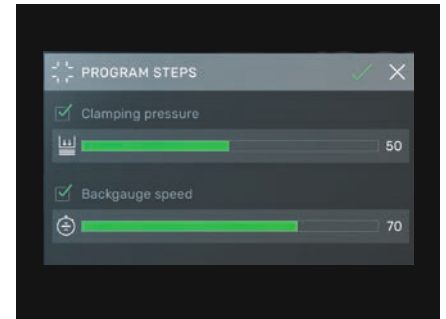 PROGRAM STEPS
Clamping pressure
50
Backgauge speed
70